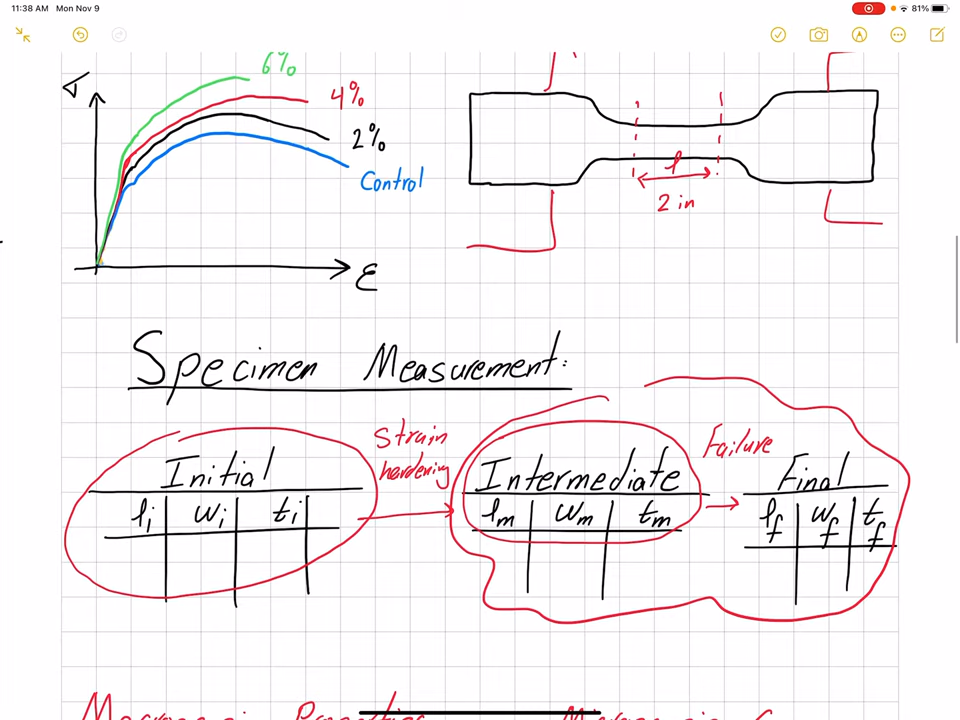 11:38 AM Mon Nov 9
81%
6%
σ
4%
2%
Control
ε
l
2 in
Specimen Measurement:
Strain
hardening
Failure
Initial
Intermediate
Final
li wi ti
lm wm tm
lf wf tf